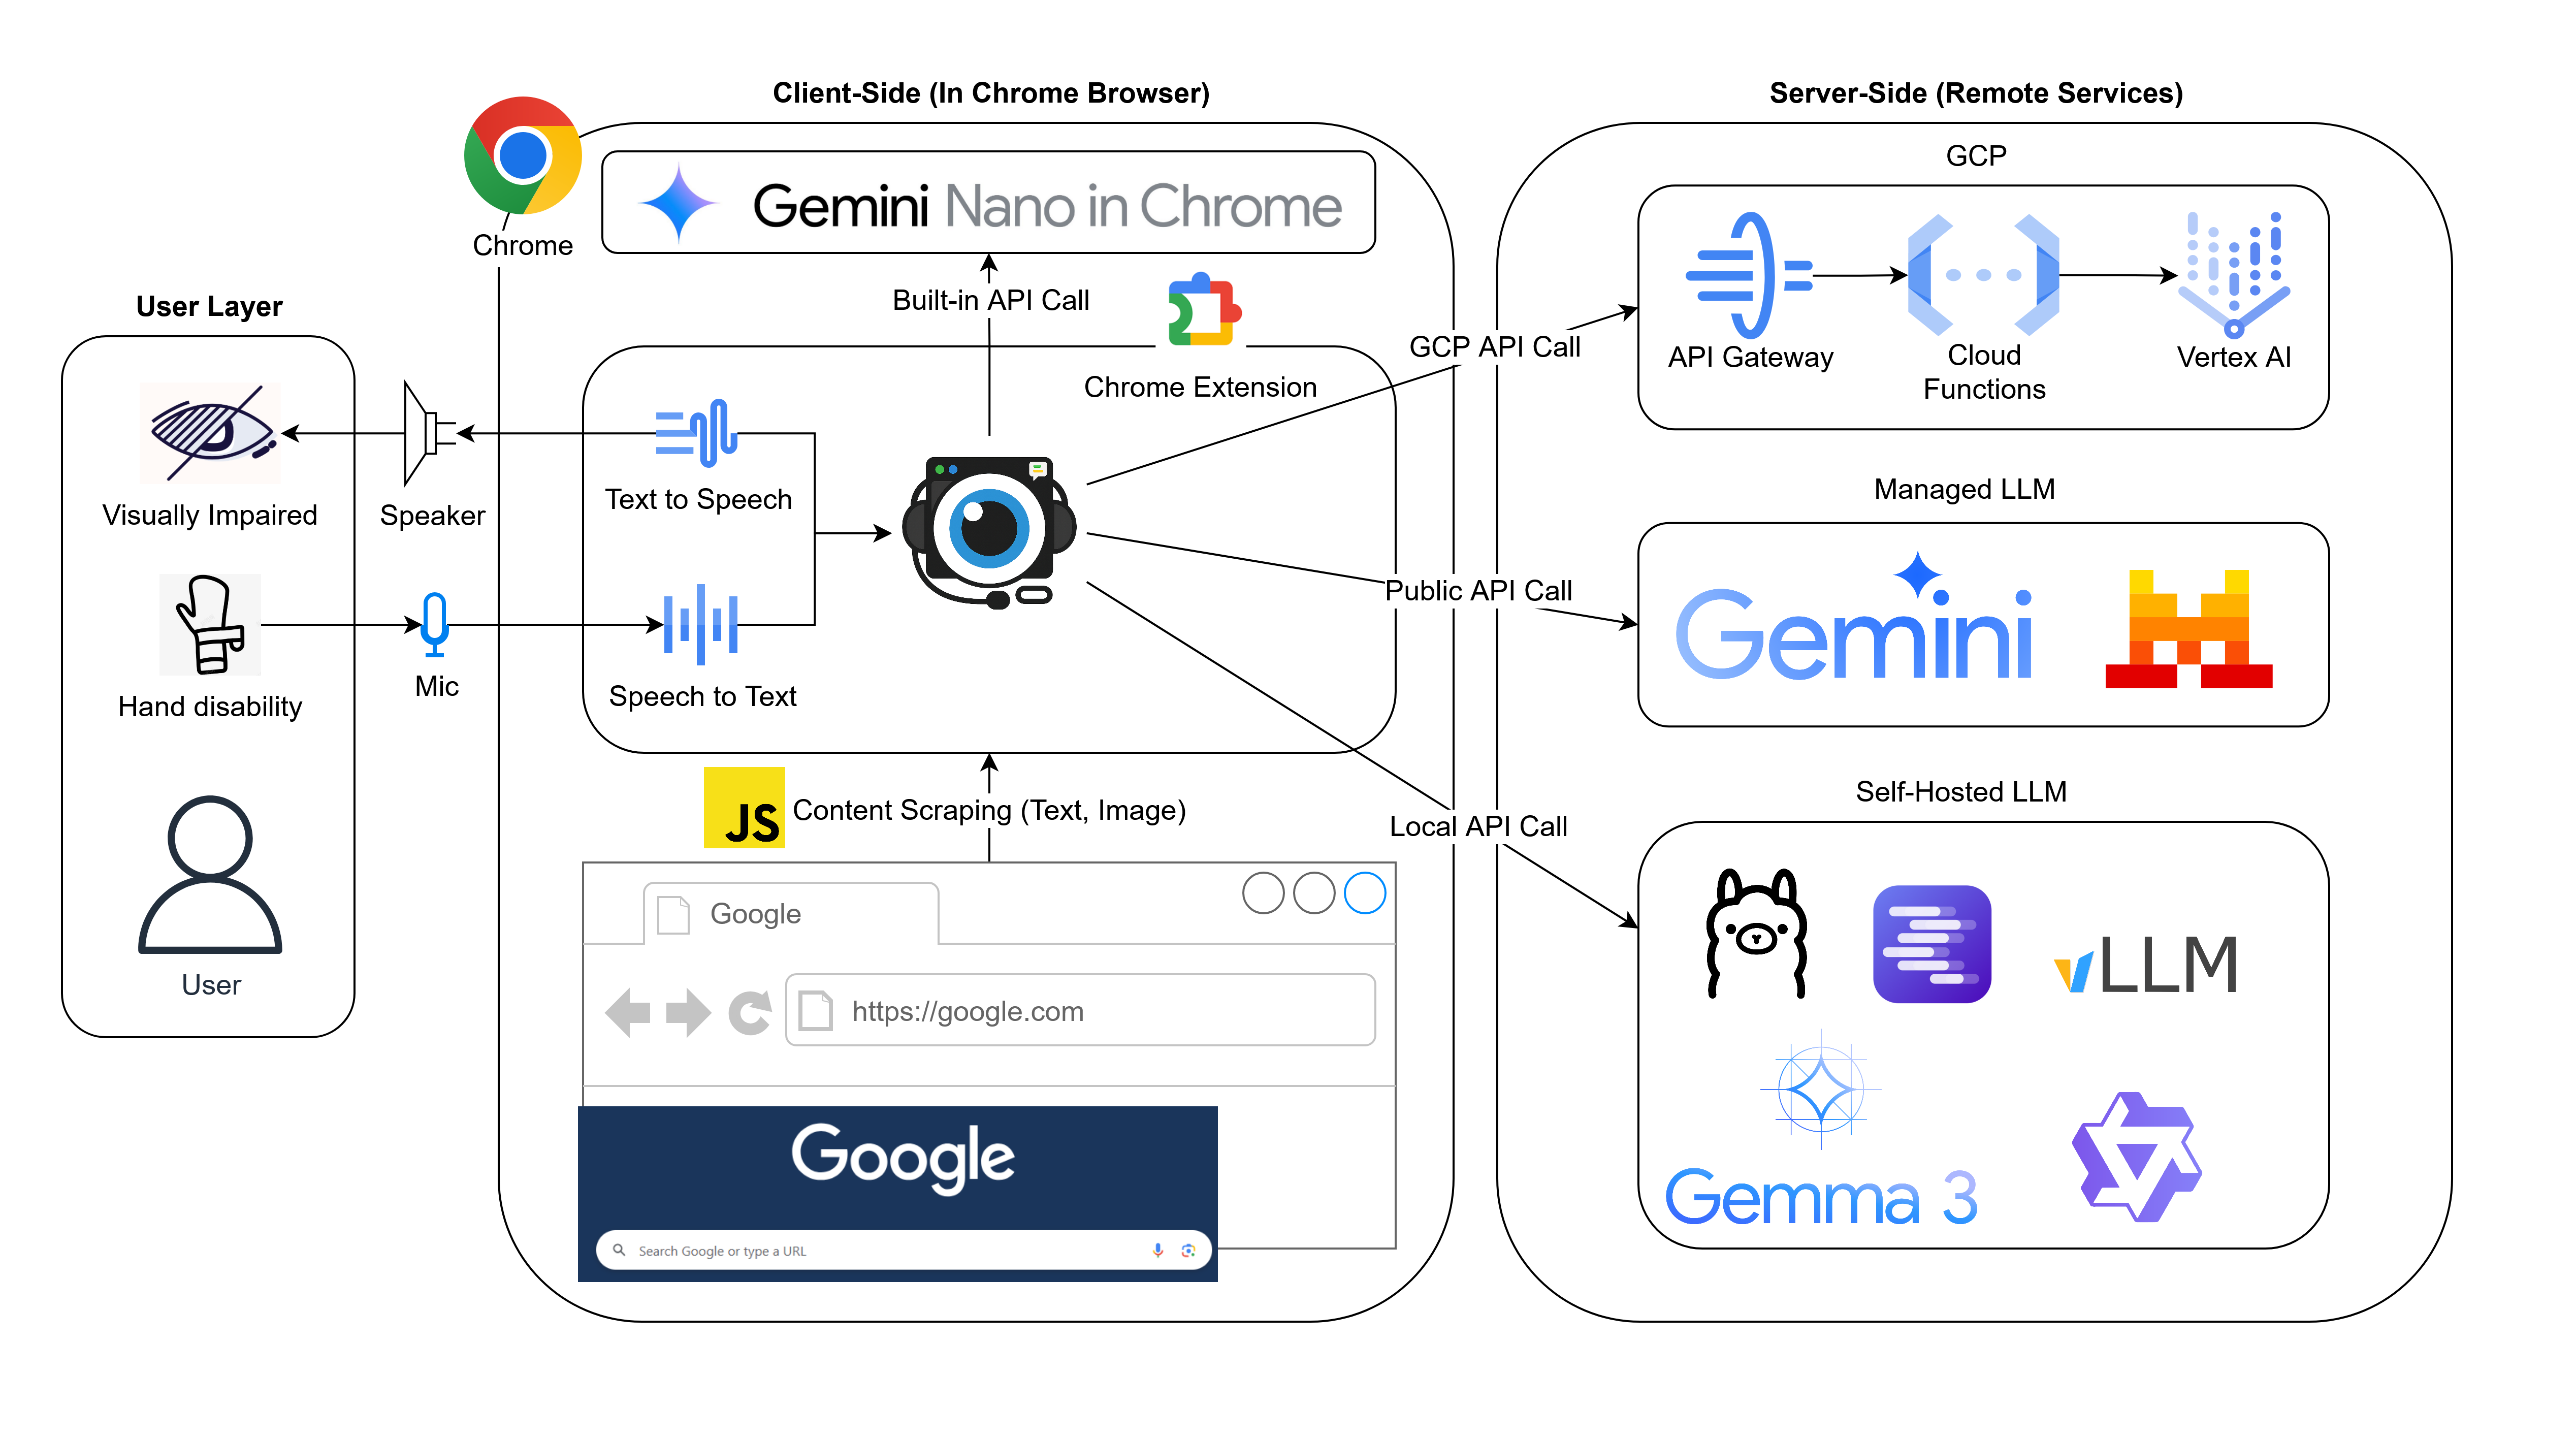 Client-Side (In Chrome Browser)
Server-Side (Remote Services)
Chrome
Gemini Nano in Chrome
Built-in API Call
Chrome Extension
User Layer
Visually Impaired
Speaker
Text to Speech
Hand disability
Mic
Speech to Text
User
JS
Content Scraping (Text, Image)
Google
https://google.com
Google
Search Google or type a URL
GCP API Call
Public API Call
Local API Call
GCP
API Gateway
Cloud
Functions
Vertex AI
Managed LLM
Gemini
Self-Hosted LLM
vLLM
Gemma 3